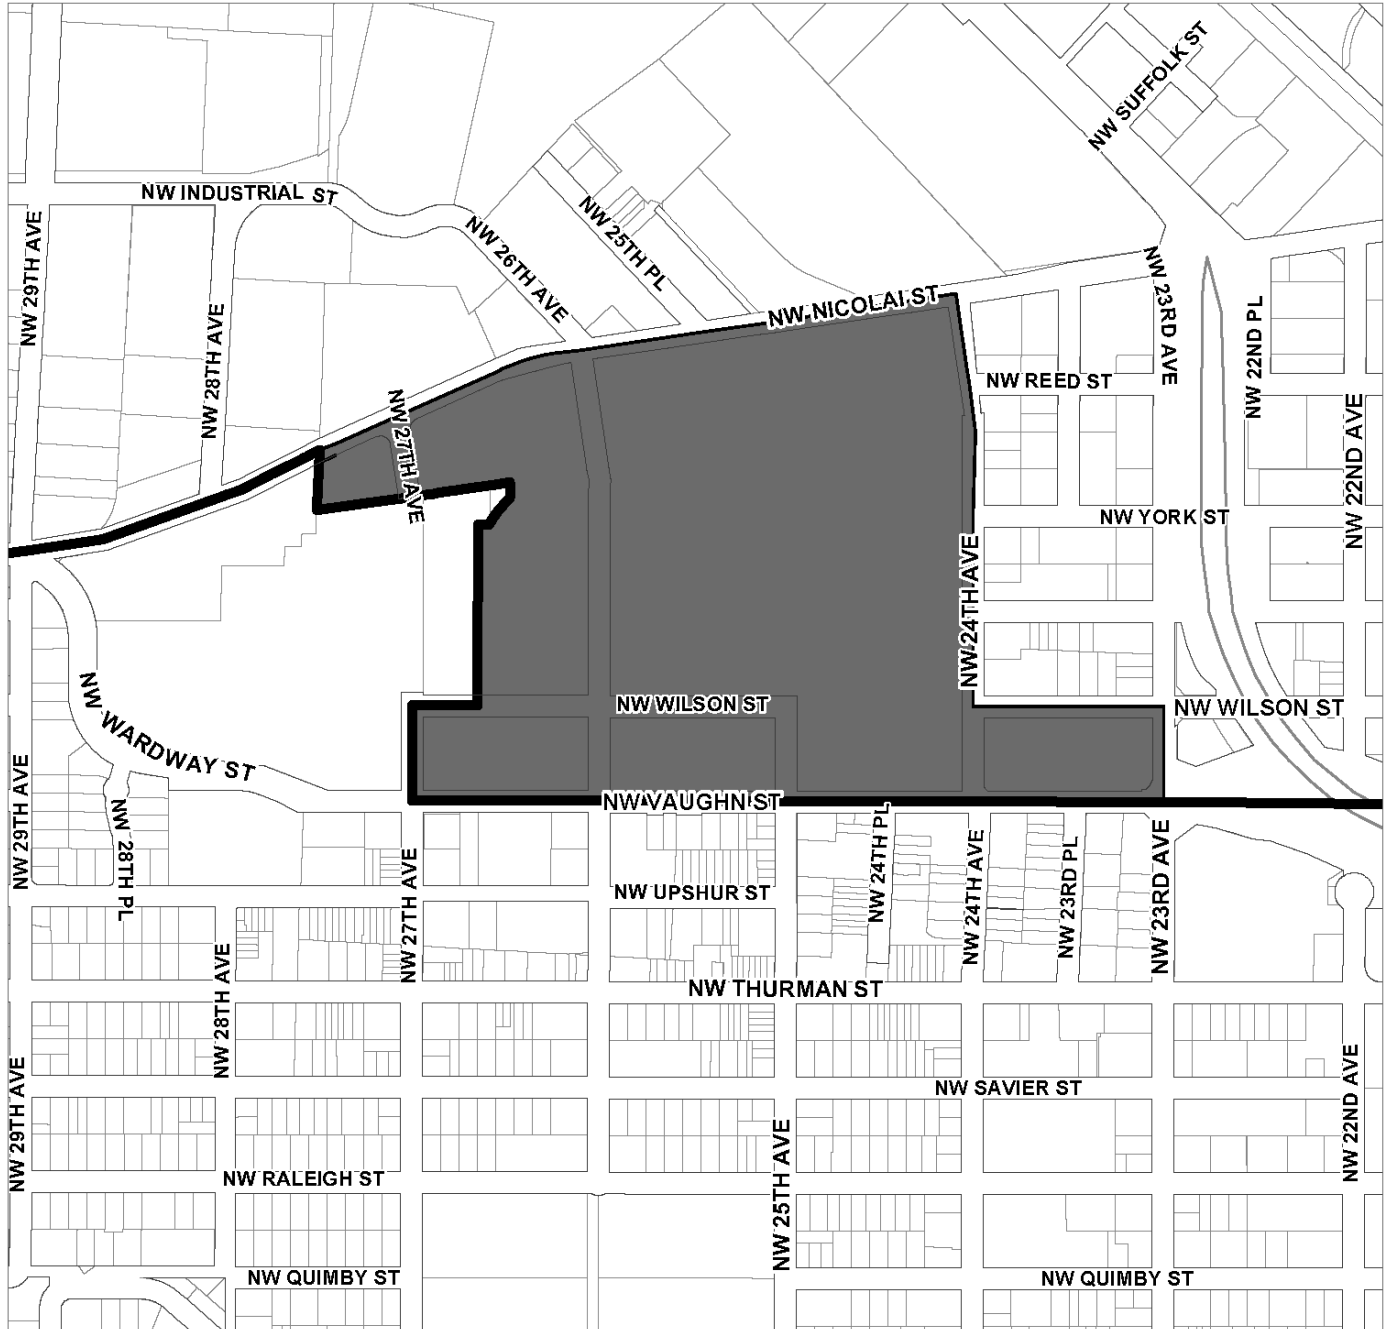 NW SUFFOLK ST
NW INDUSTRIAL ST
NW 29TH AVE
NW 28TH AVE
NW 26TH AVE
NW 25TH PL
NW NICOLAI ST
NW 23RD AVE
NW 22ND PL
NW REED ST
NW 27TH AVE
NW 22ND AVE
NW YORK ST
NW 24TH AVE
NW WILSON ST
NW WILSON ST
NW WARDWAY ST
NW 29TH AVE
NW 28TH PL
NW VAUGHN ST
NW 24TH PL
NW 24TH AVE
NW 23RD PL
NW 23RD AVE
NW 27TH AVE
NW UPSHUR ST
NW 28TH AVE
NW THURMAN ST
NW 29TH AVE
NW SAVIER ST
NW 22ND AVE
NW 25TH AVE
NW RALEIGH ST
NW QUIMBY ST
NW QUIMBY ST